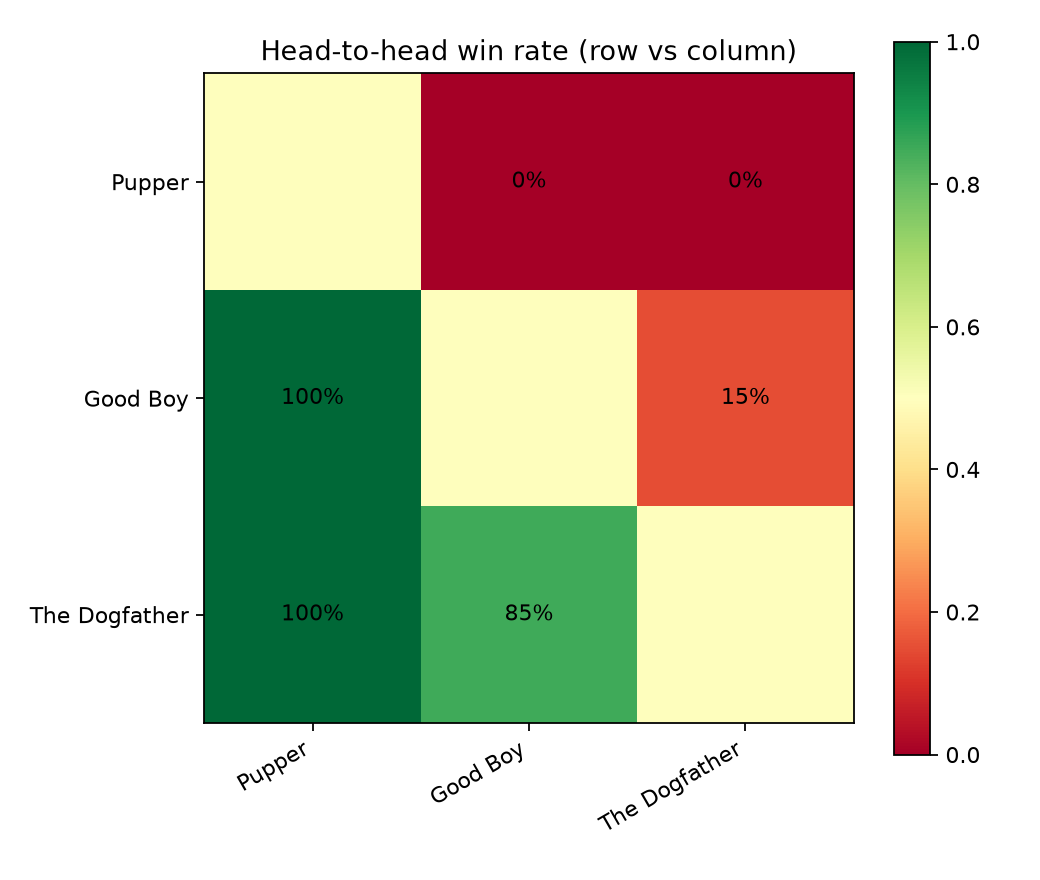 Head-to-head win rate (row vs column)
1.0
0.8
0.6
0.4
0.2
0.0
Pupper
0%
0%
Good Boy
100%
15%
The Dogfather
100%
85%
Pupper
Good Boy
The Dogfather